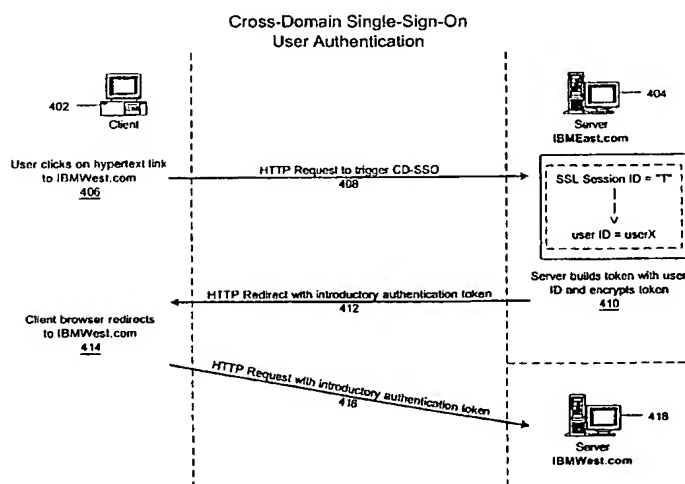 Cross-Domain Single-Sign-On
User Authentication
402
Client
404
Server
IBMEast.com
User clicks on hypertext link
to IBMWest.com
406
HTTP Request to trigger CD-SSO
408
SSL Session ID = "T"
user ID = userX
Server builds token with user
ID and encrypts token
410
HTTP Redirect with introductory authentication token
412
Client browser redirects
to IBMWest.com
414
HTTP Request with introductory authentication token
416
418
Server
IBMWest.com